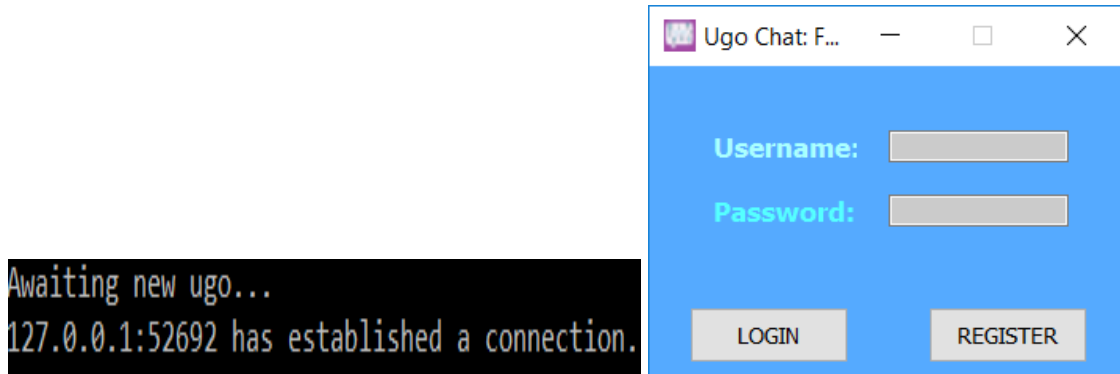 Awaiting new ugo...
127.0.0.1:52692 has established a connection.
Ugo Chat: F...
Username:
Password:
LOGIN
REGISTER